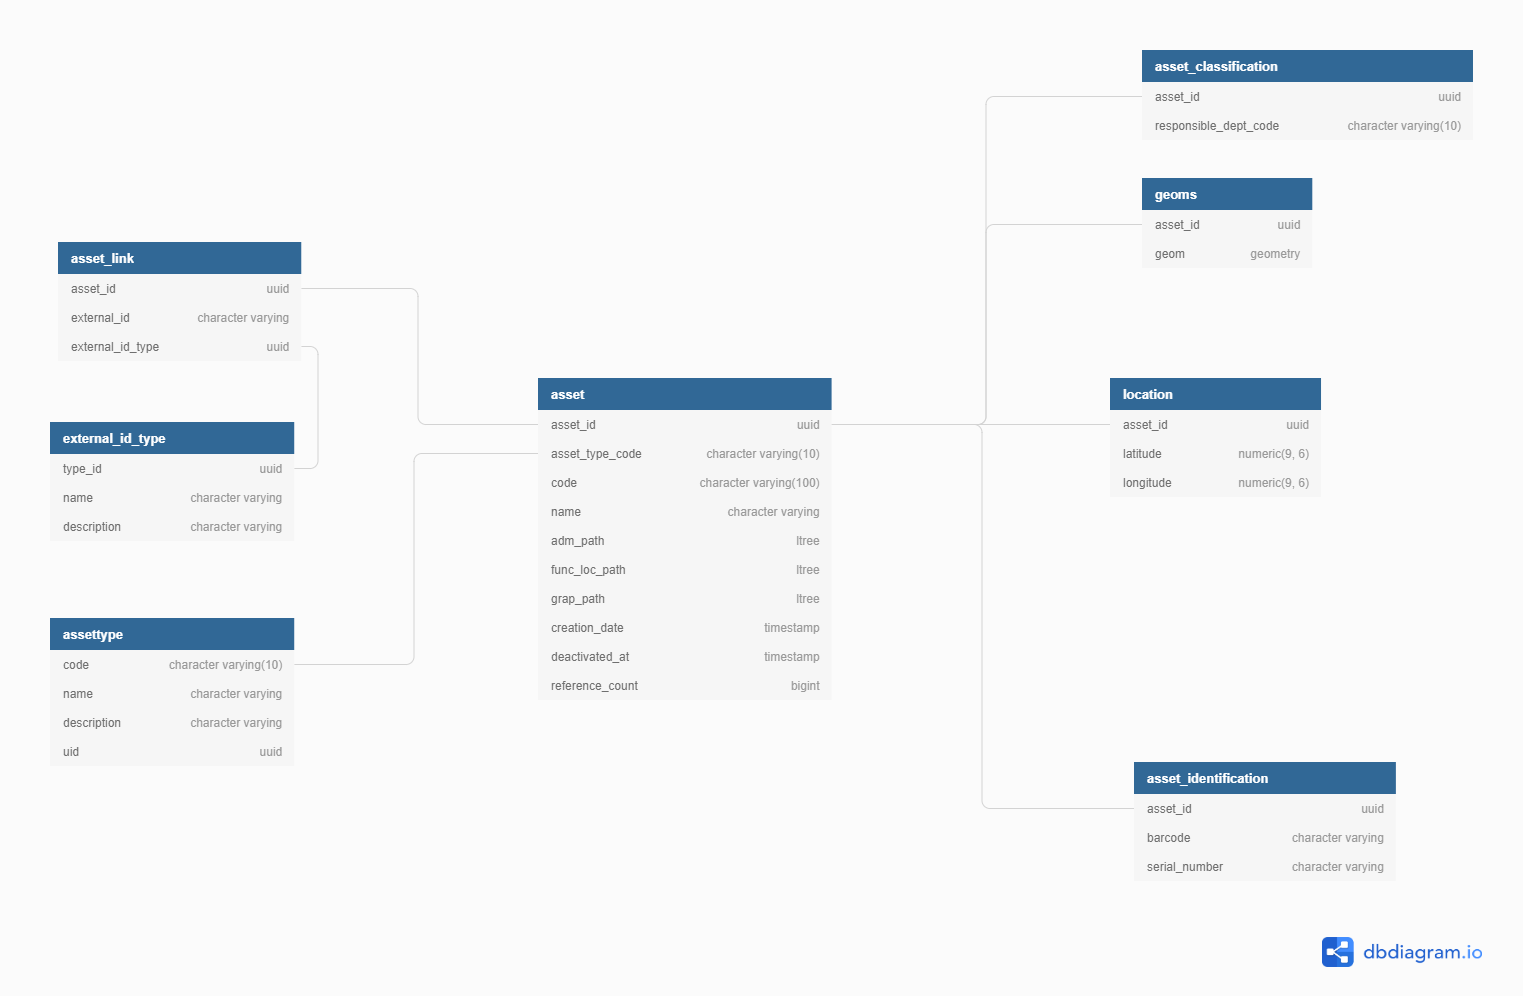 asset_classification
asset_id uuid
responsible_dept_code character varying(10)
geoms
asset_id uuid
geom geometry
asset_link
asset_id uuid
external_id character varying
external_id_type uuid
external_id_type
type_id uuid
name character varying
description character varying
assettype
code character varying(10)
name character varying
description character varying
uid uuid
asset
asset_id uuid
asset_type_code character varying(10)
code character varying(100)
name character varying
adm_path ltree
func_loc_path ltree
grap_path ltree
creation_date timestamp
deactivated_at timestamp
reference_count bigint
location
asset_id uuid
latitude numeric(9, 6)
longitude numeric(9, 6)
asset_identification
asset_id uuid
barcode character varying
serial_number character varying
dbdiagram.io